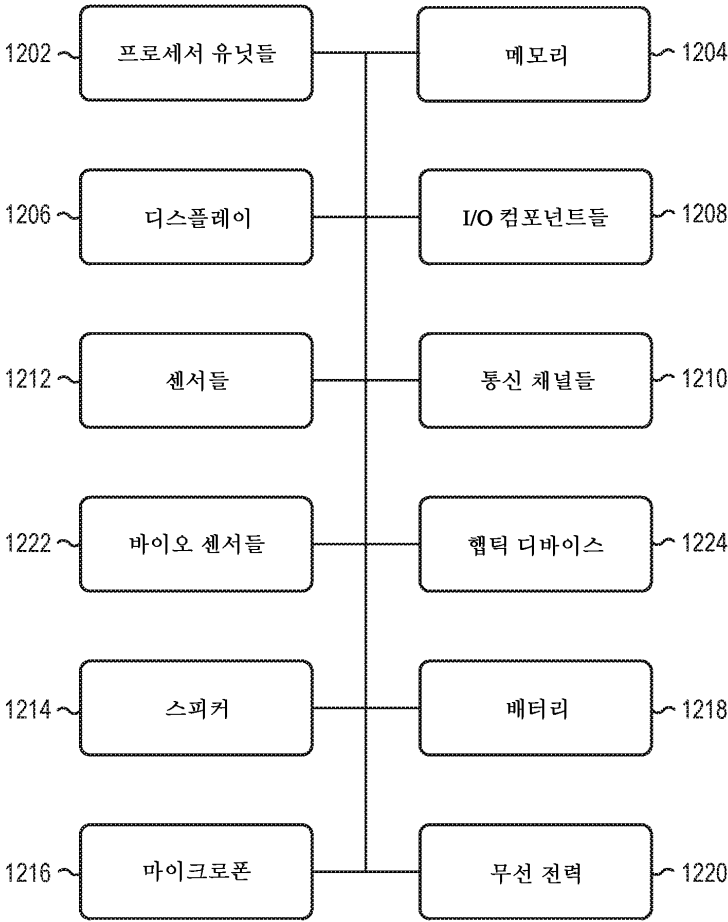 1202
프로세서 유닛들
메모리
1204
1206
디스플레이
I/O 컴포넌트들
1208
1212
센서들
통신 채널들
1210
1222
바이오 센서들
햅틱 디바이스
1224
1214
스피커
배터리
1218
1216
마이크로폰
무선 전력
1220